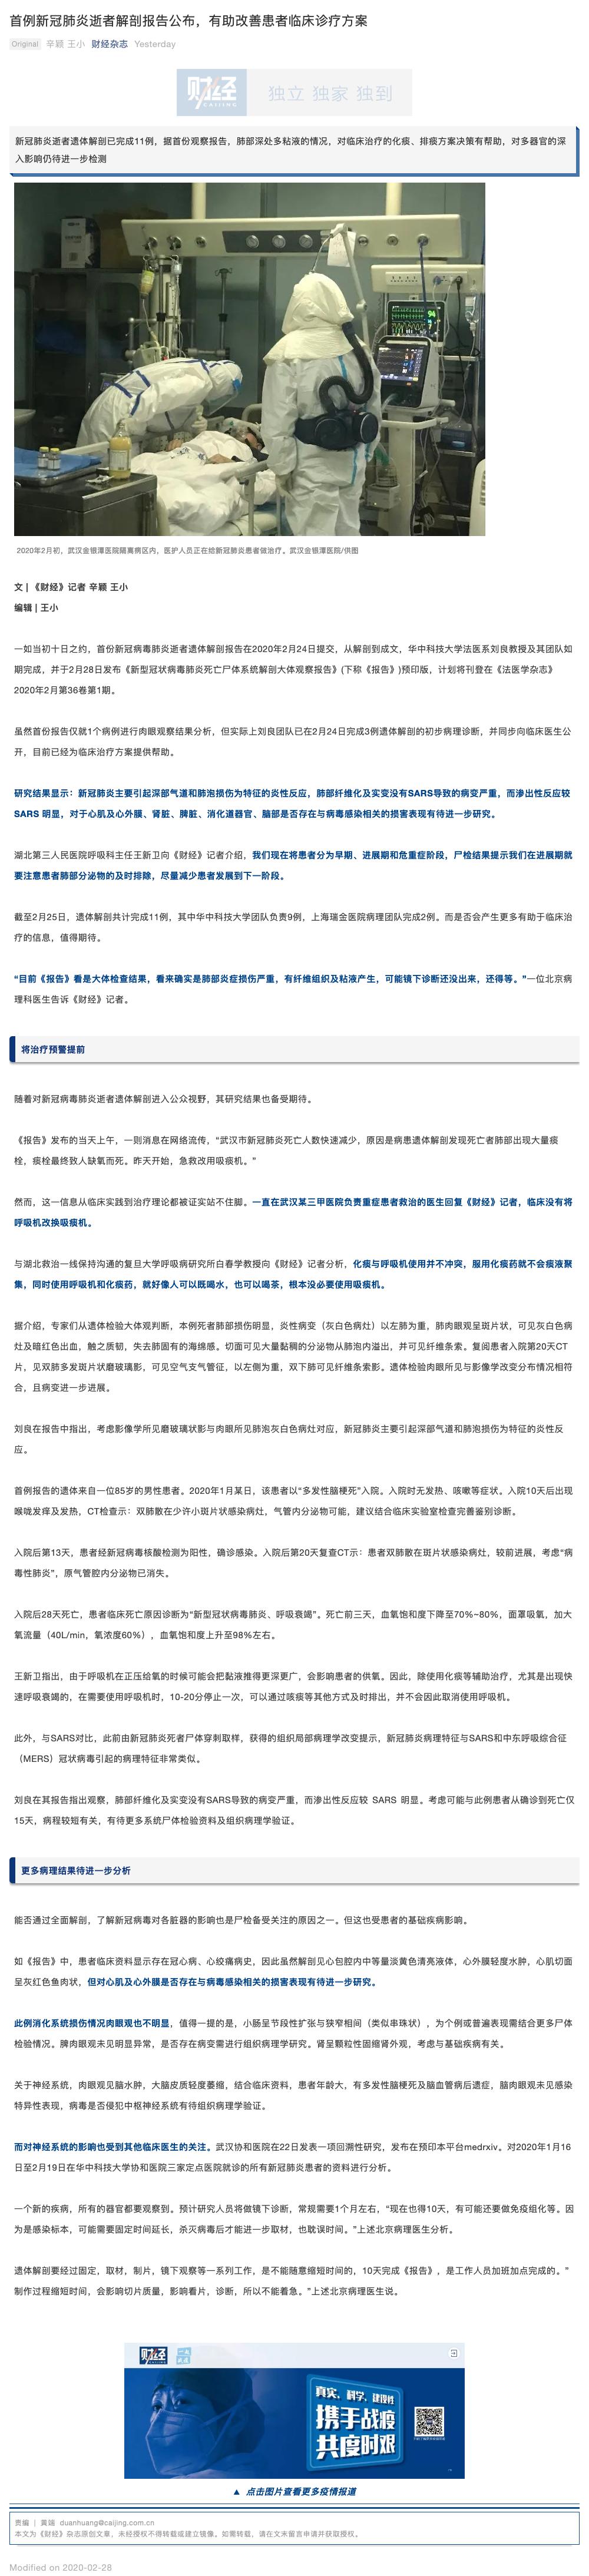 首例新冠肺炎逝者解剖报告公布，有助改善患者临床诊疗方案
Original 辛颖 王小 财经杂志 Yesterday
财经
CAIJING
独立 独家 独到
新冠肺炎逝者遗体解剖已完成11例，据首份观察报告，肺部深处多粘液的情况，对临床治疗的化痰、排痰方案决策有帮助，对多器官的深
入影响仍待进一步检测
94
2020年2月初，武汉金银潭医院隔离病区内，医护人员正在给新冠肺炎患者做治疗。武汉金银潭医院/供图
文 | 《财经》记者 辛颖 王小
编辑 | 王小
一如当初十日之约，首份新冠病毒肺炎逝者遗体解剖报告在2020年2月24日提交，从解剖到成文，华中科技大学法医系刘良教授及其团队如
期完成，并于2月28日发布《新型冠状病毒肺炎死亡尸体系统解剖大体观察报告》(下称《报告》)预印版，计划将刊登在《法医学杂志》
2020年2月第36卷第1期。
虽然首份报告仅就1个病例进行肉眼观察结果分析，但实际上刘良团队已在2月24日完成3例遗体解剖的初步病理诊断，并同步向临床医生公
开，目前已经为临床治疗方案提供帮助。
研究结果显示：新冠肺炎主要引起深部气道和肺泡损伤为特征的炎性反应，肺部纤维化及实变没有SARS导致的病变严重，而渗出性反应较
SARS 明显，对于心肌及心外膜、肾脏、脾脏、消化道器官、脑部是否存在与病毒感染相关的损害表现有待进一步研究。
湖北第三人民医院呼吸科主任王新卫向《财经》记者介绍，我们现在将患者分为早期、进展期和危重症阶段，尸检结果提示我们在进展期就
要注意患者肺部分泌物的及时排除，尽量减少患者发展到下一阶段。
截至2月25日，遗体解剖共计完成11例，其中华中科技大学团队负责9例，上海瑞金医院病理团队完成2例。而是否会产生更多有助于临床治
疗的信息，值得期待。
“目前《报告》看是大体检查结果，看来确实是肺部炎症损伤严重，有纤维组织及粘液产生，可能镜下诊断还没出来，还得等。”一位北京病
理科医生告诉《财经》记者。
将治疗预警提前
随着对新冠病毒肺炎逝者遗体解剖进入公众视野，其研究结果也备受期待。
《报告》发布的当天上午，一则消息在网络流传，“武汉市新冠肺炎死亡人数快速减少，原因是病患遗体解剖发现死亡者肺部出现大量痰
栓，痰栓最终致人缺氧而死。昨天开始，急救改用吸痰机。”
然而，这一信息从临床实践到治疗理论都被证实站不住脚。一直在武汉某三甲医院负责重症患者救治的医生回复《财经》记者，临床没有将
呼吸机改换吸痰机。
与湖北救治一线保持沟通的复旦大学呼吸病研究所白春学教授向《财经》记者分析，化痰与呼吸机使用并不冲突，服用化痰药就不会痰液聚
集，同时使用呼吸机和化痰药，就好像人可以既喝水，也可以喝茶，根本没必要使用吸痰机。
据介绍，专家们从遗体检验大体观判断，本例死者肺部损伤明显，炎性病变（灰白色病灶）以左肺为重，肺肉眼观呈斑片状，可见灰白色病
灶及暗红色出血，触之质韧，失去肺固有的海绵感。切面可见大量黏稠的分泌物从肺泡内溢出，并可见纤维条索。复阅患者入院第20天CT
片，见双肺多发斑片状磨玻璃影，可见空气支气管征，以左侧为重，双下肺可见纤维条索影。遗体检验肉眼所见与影像学改变分布情况相符
合，且病变进一步进展。
刘良在报告中指出，考虑影像学所见磨玻璃状影与肉眼所见肺泡灰白色病灶对应，新冠肺炎主要引起深部气道和肺泡损伤为特征的炎性反
应。
首例报告的遗体来自一位85岁的男性患者。2020年1月某日，该患者以“多发性脑梗死”入院。入院时无发热、咳嗽等症状。入院10天后出现
喉咙发痒及发热，CT检查示：双肺散在少许小斑片状感染病灶，气管内分泌物可能，建议结合临床实验室检查完善鉴别诊断。
入院后第13天，患者经新冠病毒核酸检测为阳性，确诊感染。入院后第20天复查CT示：患者双肺散在斑片状感染病灶，较前进展，考虑“病
毒性肺炎”，原气管腔内分泌物已消失。
入院后28天死亡，患者临床死亡原因诊断为“新型冠状病毒肺炎、呼吸衰竭”。死亡前三天，血氧饱和度下降至70%~80%，面罩吸氧，加大
氧流量（40L/min，氧浓度60%），血氧饱和度上升至98%左右。
王新卫指出，由于呼吸机在正压给氧的时候可能会把黏液推得更深更广，会影响患者的供氧。因此，除使用化痰等辅助治疗，尤其是出现快
速呼吸衰竭的，在需要使用呼吸机时，10-20分停止一次，可以通过咳痰等其他方式及时排出，并不会因此取消使用呼吸机。
此外，与SARS对比，此前由新冠肺炎死者尸体穿刺取样，获得的组织局部病理学改变提示，新冠肺炎病理特征与SARS和中东呼吸综合征
（MERS）冠状病毒引起的病理特征非常类似。
刘良在其报告指出观察，肺部纤维化及实变没有SARS导致的病变严重，而渗出性反应较 SARS 明显。考虑可能与此例患者从确诊到死亡仅
15天，病程较短有关，有待更多系统尸体检验资料及组织病理学验证。
更多病理结果待进一步分析
能否通过全面解剖，了解新冠病毒对各脏器的影响也是尸检备受关注的原因之一。但这也受患者的基础疾病影响。
如《报告》中，患者临床资料显示存在冠心病、心绞痛病史，因此虽然解剖见心包腔内中等量淡黄色清亮液体，心外膜轻度水肿，心肌切面
呈灰红色鱼肉状，但对心肌及心外膜是否存在与病毒感染相关的损害表现有待进一步研究。
此例消化系统损伤情况肉眼观也不明显，值得一提的是，小肠呈节段性扩张与狭窄相间（类似串珠状），为个例或普遍表现需结合更多尸体
检验情况。脾肉眼观未见明显异常，是否存在病变需进行组织病理学研究。肾呈颗粒性固缩肾外观，考虑与基础疾病有关。
关于神经系统，肉眼观见脑水肿，大脑皮质轻度萎缩，结合临床资料，患者年龄大，有多发性脑梗死及脑血管病后遗症，脑肉眼观未见感染
特异性表现，病毒是否侵犯中枢神经系统有待组织病理学验证。
而对神经系统的影响也受到其他临床医生的关注。武汉协和医院在22日发表一项回溯性研究，发布在预印本平台medrxiv。对2020年1月16
日至2月19日在华中科技大学协和医院三家定点医院就诊的所有新冠肺炎患者的资料进行分析。
一个新的疾病，所有的器官都要观察到。预计研究人员将做镜下诊断，常规需要1个月左右，“现在也得10天，有可能还要做免疫组化等。因
为是感染标本，可能需要固定时间延长，杀灭病毒后才能进一步取材，也耽误时间。”上述北京病理医生分析。
遗体解剖要经过固定，取材，制片，镜下观察等一系列工作，是不能随意缩短时间的，10天完成《报告》，是工作人员加班加点完成的。”
制作过程缩短时间，会影响切片质量，影响看片，诊断，所以不能着急。”上述北京病理医生说。
财经
真实、科学、建设性
携手战疫
共度时艰
▲ 点击图片查看更多疫情报道
责编 | 黄端 duanhuang@caijing.com.cn
本文为《财经》杂志原创文章，未经授权不得转载或建立镜像。如需转载，请在文末留言申请并获取授权。
Modified on 2020-02-28